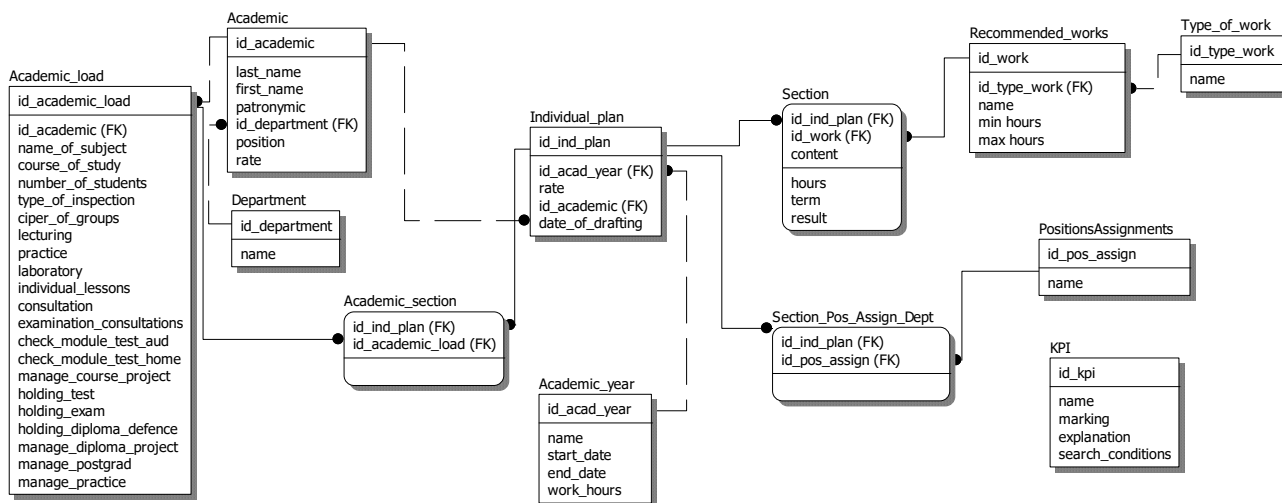 Academic_load
id_academic_load
id_academic (FK)
name_of_subject
course_of_study
number_of_students
type_of_inspection
ciper_of_groups
lecturing
practice
laboratory
individual_lessons
consultation
examination_consultations
check_module_test_aud
check_module_test_home
manage_course_project
holding_test
holding_exam
holding_diploma_defence
manage_diploma_project
manage_postgrad
manage_practice
Academic
id_academic
last_name
first_name
patronymic
id_department (FK)
position
rate
Department
id_department
name
Academic_section
id_ind_plan (FK)
id_academic_load (FK)
Individual_plan
id_ind_plan
id_acad_year (FK)
rate
id_academic (FK)
date_of_drafting
Academic_year
id_acad_year
name
start_date
end_date
work_hours
Section
id_ind_plan (FK)
id_work (FK)
content
hours
term
result
Section_Pos_Assign_Dept
id_ind_plan (FK)
id_pos_assign (FK)
Recommended_works
id_work
id_type_work (FK)
name
min hours
max hours
Type_of_work
id_type_work
name
PositionsAssignments
id_pos_assign
name
KPI
id_kpi
name
marking
explanation
search_conditions